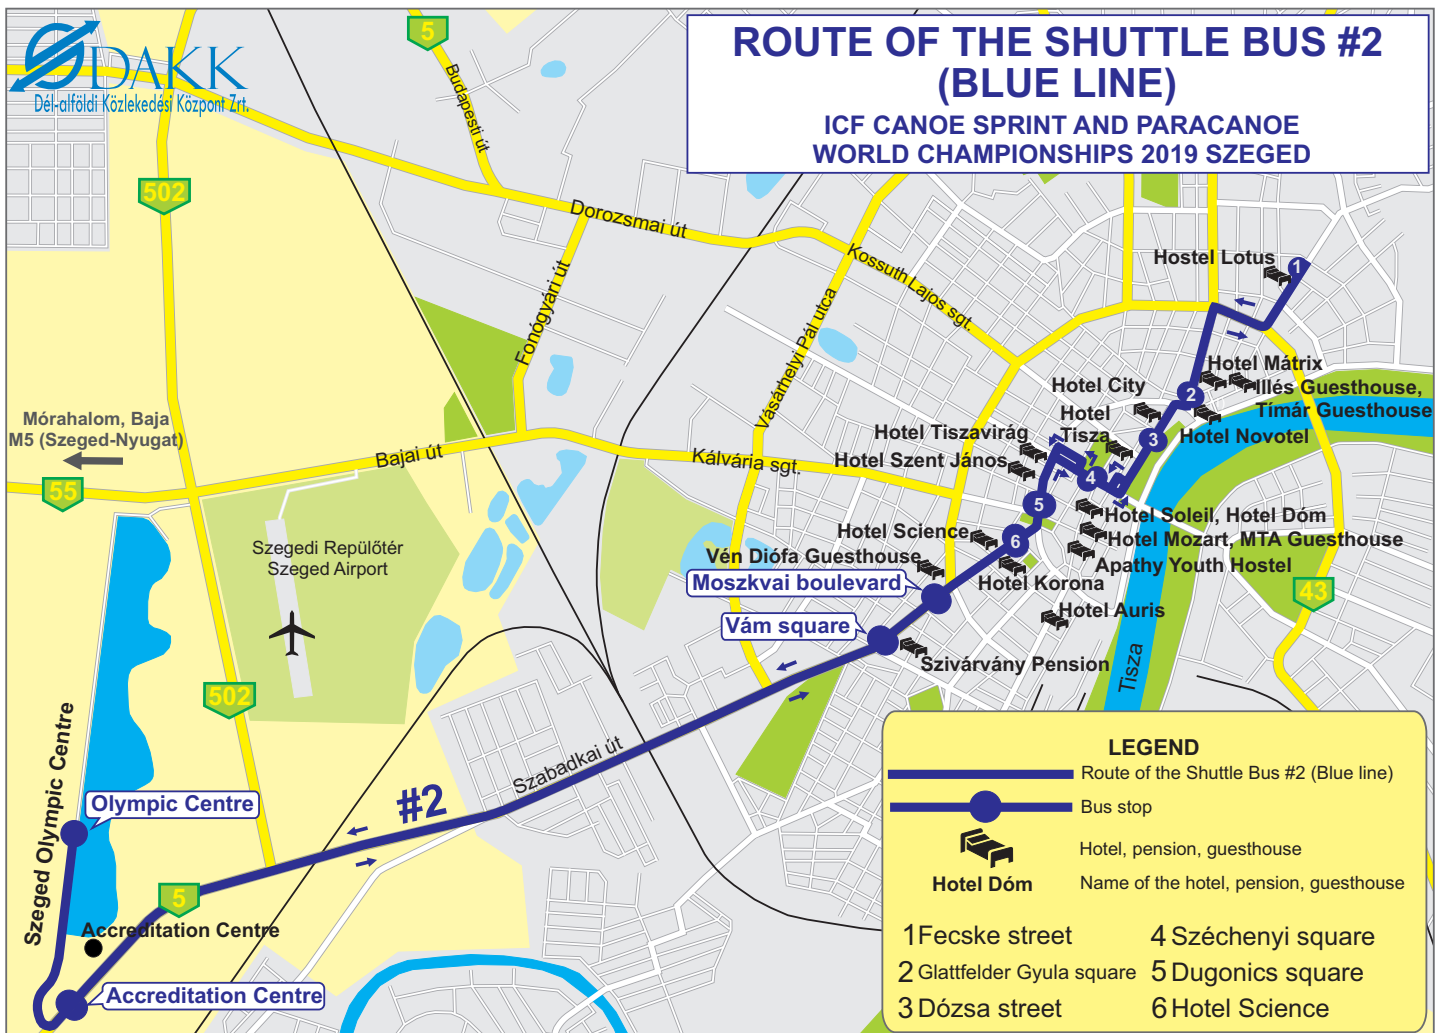 SDAKK
Dél-alföldi Közlekedési Központ Zrt.
ROUTE OF THE SHUTTLE BUS #2
(BLUE LINE)
ICF CANOE SPRINT AND PARACANOE
WORLD CHAMPIONSHIPS 2019 SZEGED
5
Budapesti út
502
Dorozsmai út
Kossuth Lajos sgt.
Fonógyári út
Vásárhelyi Pál utca
Hostel Lotus
1
Hotel Mátrix
Illés Guesthouse,
Tímár Guesthouse
Hotel City
2
Hotel
Tisza
3
Hotel Novotel
Mórahalom, Baja
M5 (Szeged-Nyugat)
55
Bajai út
Kálvária sgt.
Hotel Tiszavirág
Hotel Szent János
4
5
Hotel Soleil, Hotel Dóm
Hotel Mozart, MTA Guesthouse
Apathy Youth Hostel
Hotel Science
6
Vén Diófa Guesthouse
Hotel Korona
Szegedi Repülőtér
Szeged Airport
Moszkvai boulevard
43
Hotel Auris
Vám square
Szivárvány Pension
Tisza
502
Szabadkai út
Szeged Olympic Centre
Olympic Centre
#2
5
Accreditation Centre
Accreditation Centre
LEGEND
Route of the Shuttle Bus #2 (Blue line)
Bus stop
Hotel, pension, guesthouse
Hotel Dóm
Name of the hotel, pension, guesthouse
1 Fecske street
2 Glattfelder Gyula square
3 Dózsa street
4 Széchenyi square
5 Dugonics square
6 Hotel Science